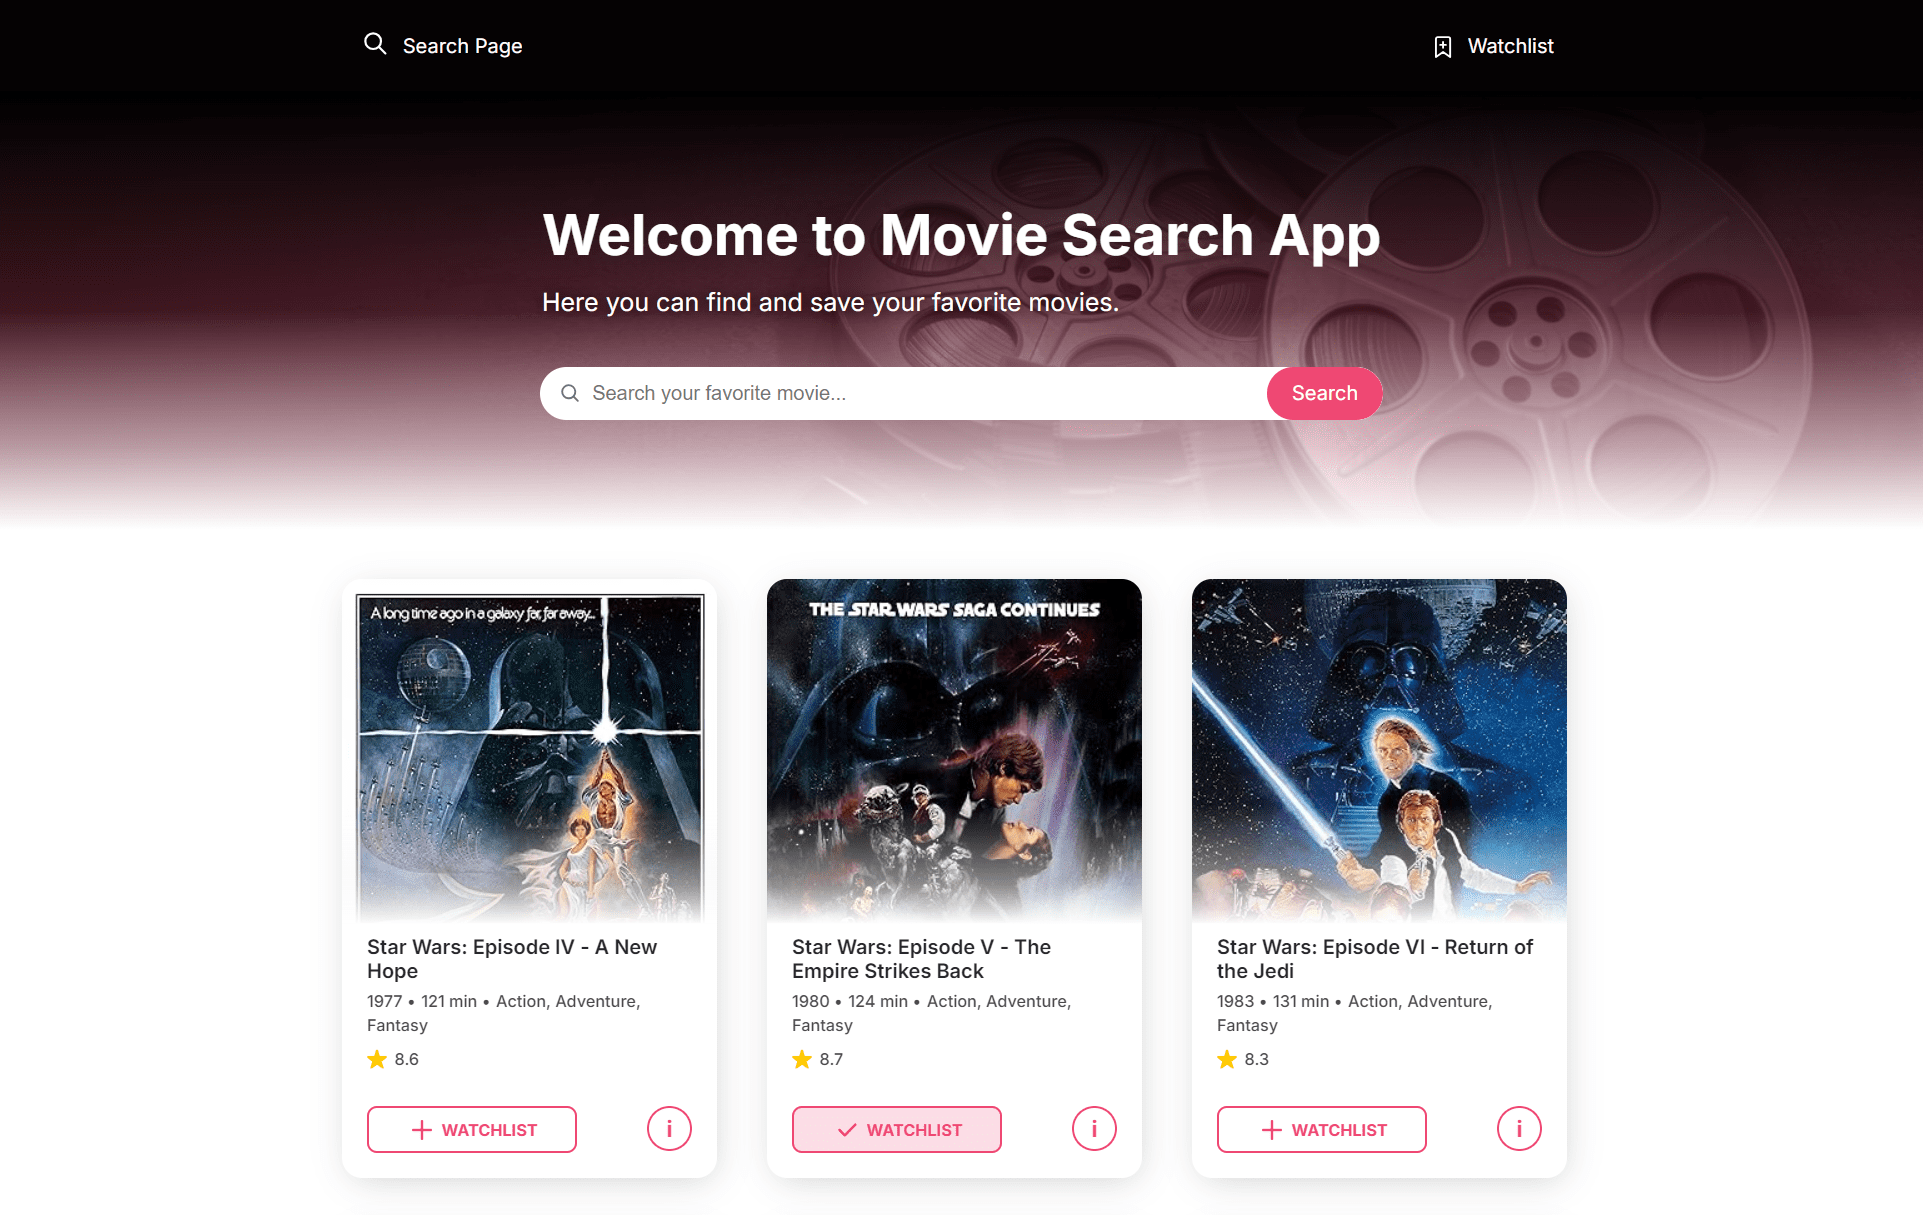 Search Page
Watchlist
Welcome to Movie Search App
Here you can find and save your favorite movies.
Search your favorite movie...
Search
A long time ago in a galaxy far, far away...
THE STAR WARS SAGA CONTINUES
Star Wars: Episode IV - A New
Hope
1977 • 121 min • Action, Adventure,
Fantasy
8.6
WATCHLIST
i
Star Wars: Episode V - The
Empire Strikes Back
1980 • 124 min • Action, Adventure,
Fantasy
8.7
WATCHLIST
i
Star Wars: Episode VI - Return of
the Jedi
1983 • 131 min • Action, Adventure,
Fantasy
8.3
WATCHLIST
i